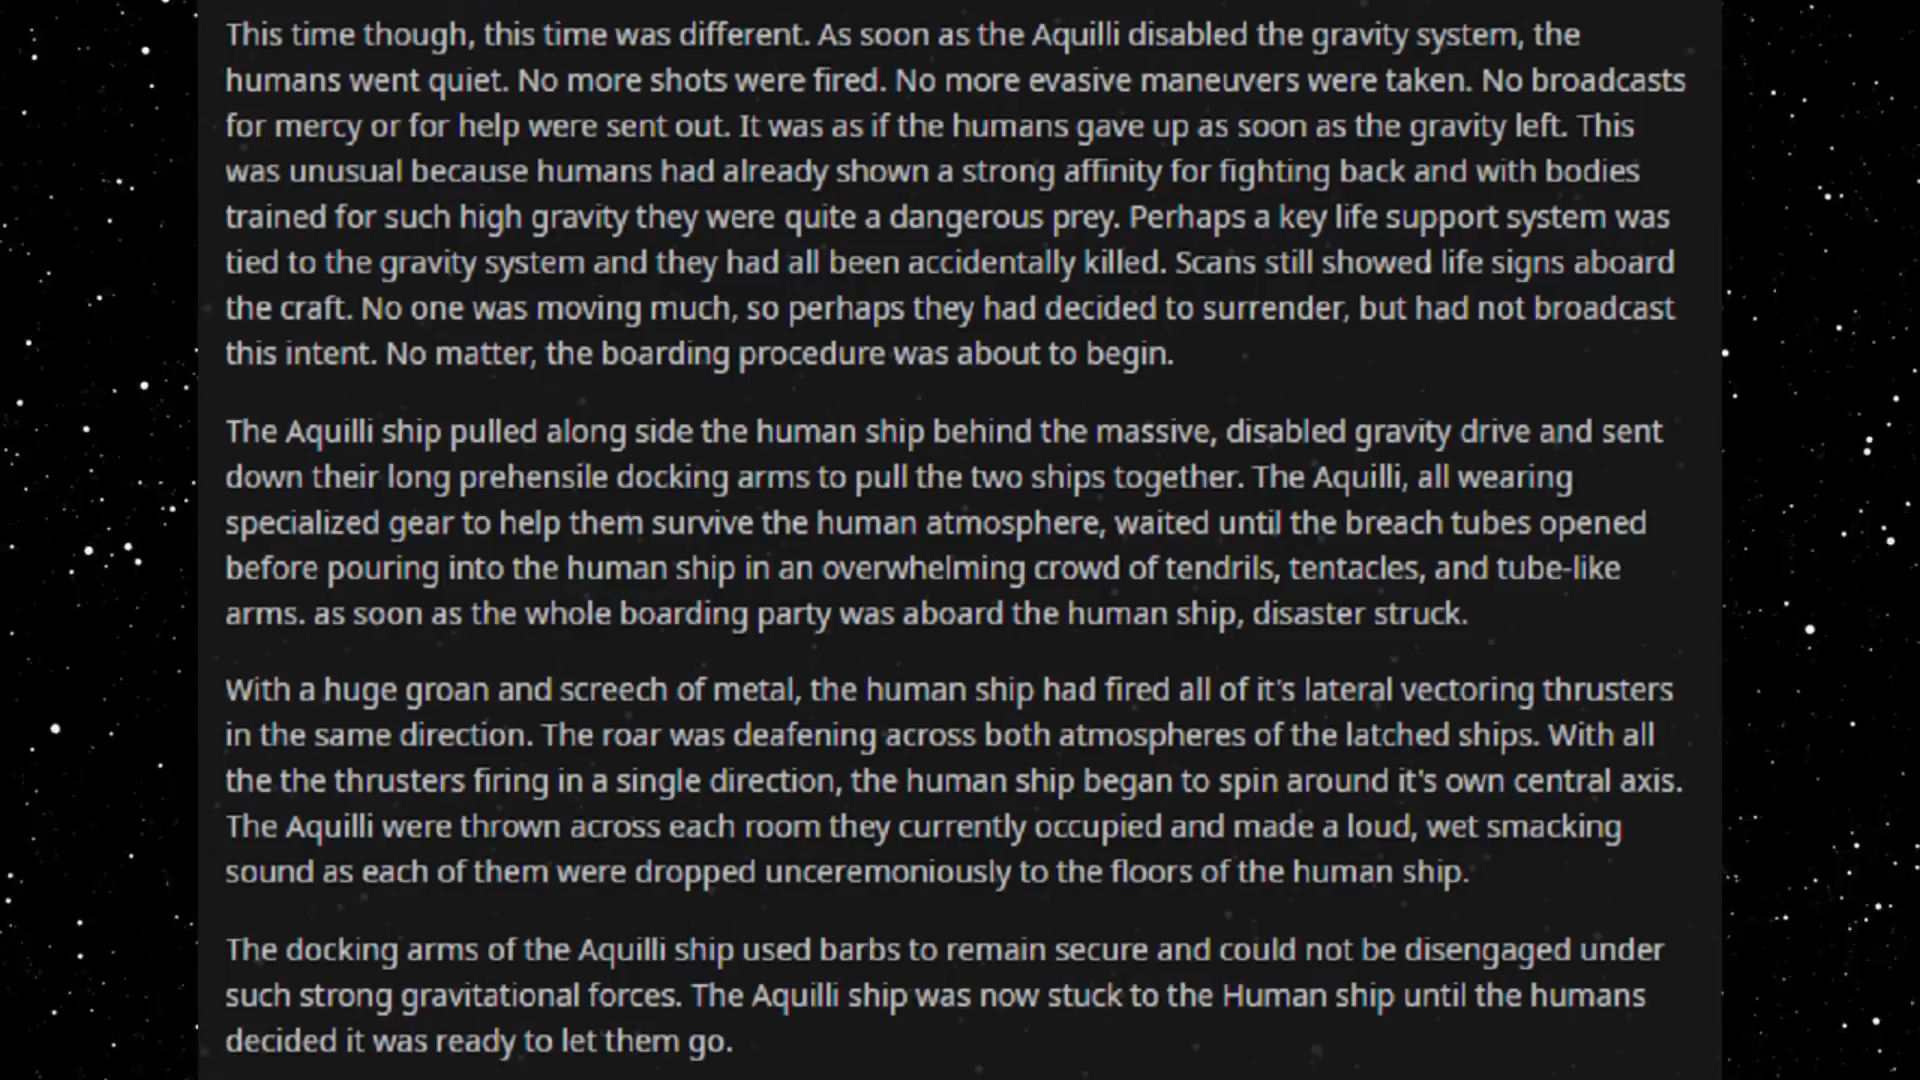 This time though, this time was different. As soon as the Aquilli disabled the gravity system, the
humans went quiet. No more shots were fired. No more evasive maneuvers were taken. No broadcasts
for mercy or for help were sent out. It was as if the humans gave up as soon as the gravity left. This
was unusual because humans had already shown a strong affinity for fighting back and with bodies
trained for such high gravity they were quite a dangerous prey. Perhaps a key life support system was
tied to the gravity system and they had all been accidentally killed. Scans still showed life signs aboard
the craft. No one was moving much, so perhaps they had decided to surrender, but had not broadcast
this intent. No matter, the boarding procedure was about to begin.
The Aquilli ship pulled along side the human ship behind the massive, disabled gravity drive and sent
down their long prehensile docking arms to pull the two ships together. The Aquilli, all wearing
specialized gear to help them survive the human atmosphere, waited until the breach tubes opened
before pouring into the human ship in an overwhelming crowd of tendrils, tentacles, and tube-like
arms. as soon as the whole boarding party was aboard the human ship, disaster struck.
With a huge groan and screech of metal, the human ship had fired all of it's lateral vectoring thrusters
in the same direction. The roar was deafening across both atmospheres of the latched ships. With all
the the thrusters firing in a single direction, the human ship began to spin around it's own central axis.
The Aquilli were thrown across each room they currently occupied and made a loud, wet smacking
sound as each of them were dropped unceremoniously to the floors of the human ship.
The docking arms of the Aquilli ship used barbs to remain secure and could not be disengaged under
such strong gravitational forces. The Aquilli ship was now stuck to the Human ship until the humans
decided it was ready to let them go.